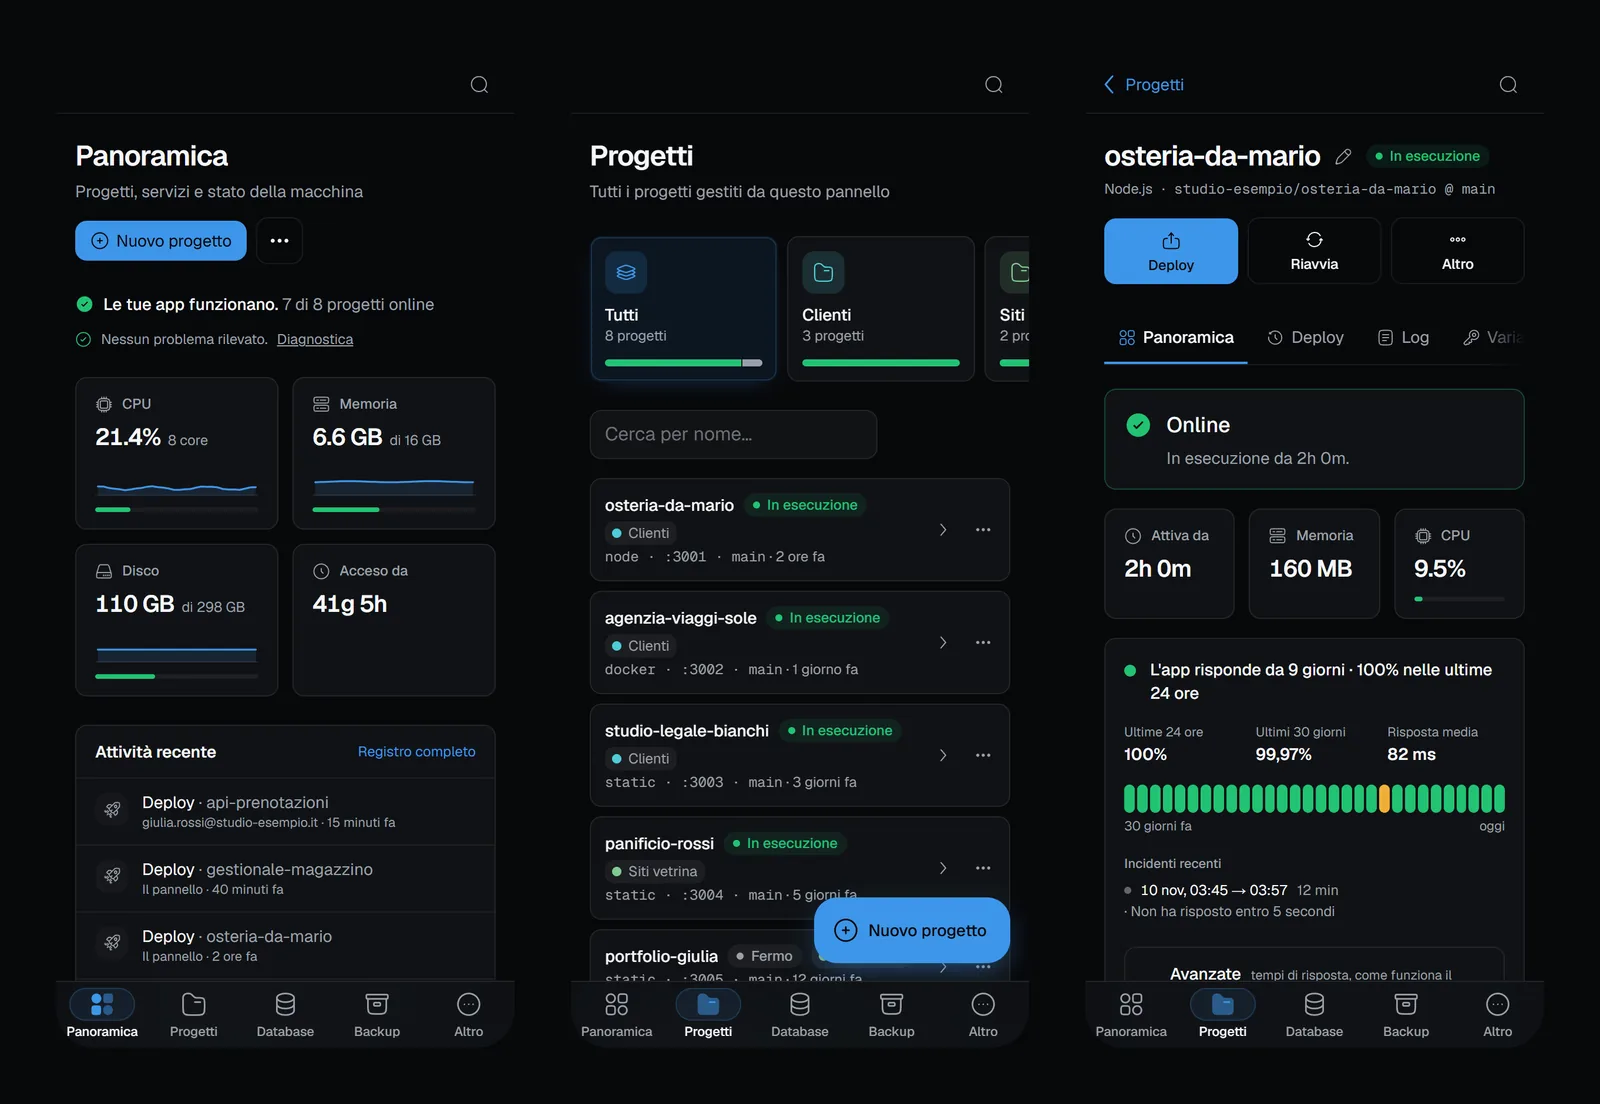 Panoramica
Progetti, servizi e stato della macchina
Nuovo progetto
Le tue app funzionano. 7 di 8 progetti online
Nessun problema rilevato. Diagnostica
CPU
21.4% 8 core
Memoria
6.6 GB di 16 GB
Disco
110 GB di 298 GB
Acceso da
41g 5h
Attività recente
Registro completo
Deploy · api-prenotazioni
giulia.rossi@studio-esempio.it · 15 minuti fa
Deploy · gestionale-magazzino
Il pannello · 40 minuti fa
Deploy · osteria-da-mario
Il pannello · 2 ore fa
Panoramica
Progetti
Database
Backup
Altro
Progetti
Tutti i progetti gestiti da questo pannello
Tutti
8 progetti
Clienti
3 progetti
Siti
2 pro
Cerca per nome...
osteria-da-mario In esecuzione
Clienti
node · :3001 · main · 2 ore fa
agenzia-viaggi-sole In esecuzione
Clienti
docker · :3002 · main · 1 giorno fa
studio-legale-bianchi In esecuzione
Clienti
static · :3003 · main · 3 giorni fa
panificio-rossi In esecuzione
Siti vetrina
static · :3004 · main · 5 giorni fa
Nuovo progetto
portfolio-giulia Fermo
static · :3005 · main · 12 giorni fa
Panoramica
Progetti
Database
Backup
Altro
Progetti
osteria-da-mario In esecuzione
Node.js · studio-esempio/osteria-da-mario @ main
Deploy
Riavvia
Altro
Panoramica
Deploy
Log
Varia
Online
In esecuzione da 2h 0m.
Attiva da
2h 0m
Memoria
160 MB
CPU
9.5%
L'app risponde da 9 giorni · 100% nelle ultime
24 ore
Ultime 24 ore
100%
Ultimi 30 giorni
99,97%
Risposta media
82 ms
30 giorni fa
oggi
Incidenti recenti
10 nov, 03:45 → 03:57 12 min
· Non ha risposto entro 5 secondi
Avanzate tempi di risposta, come funziona il
Panoramica
Progetti
Database
Backup
Altro